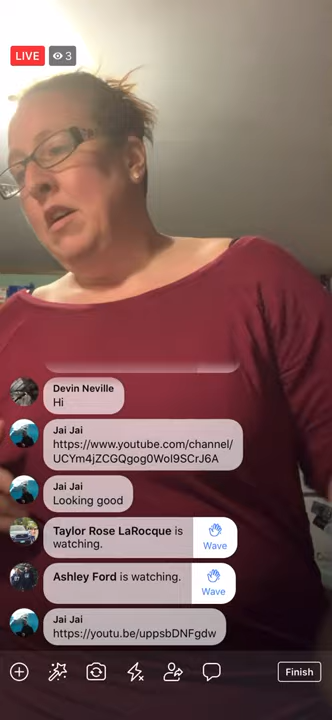 LIVE 3
Devin Neville
Hi
Jai Jai
https://www.youtube.com/channel/
UCYm4jZCGQgog0WoI9SCrJ6A
Jai Jai
Looking good
Taylor Rose LaRocque is
watching.
Wave
Ashley Ford is watching.
Wave
Jai Jai
https://youtu.be/uppsbDNFgdw
Finish